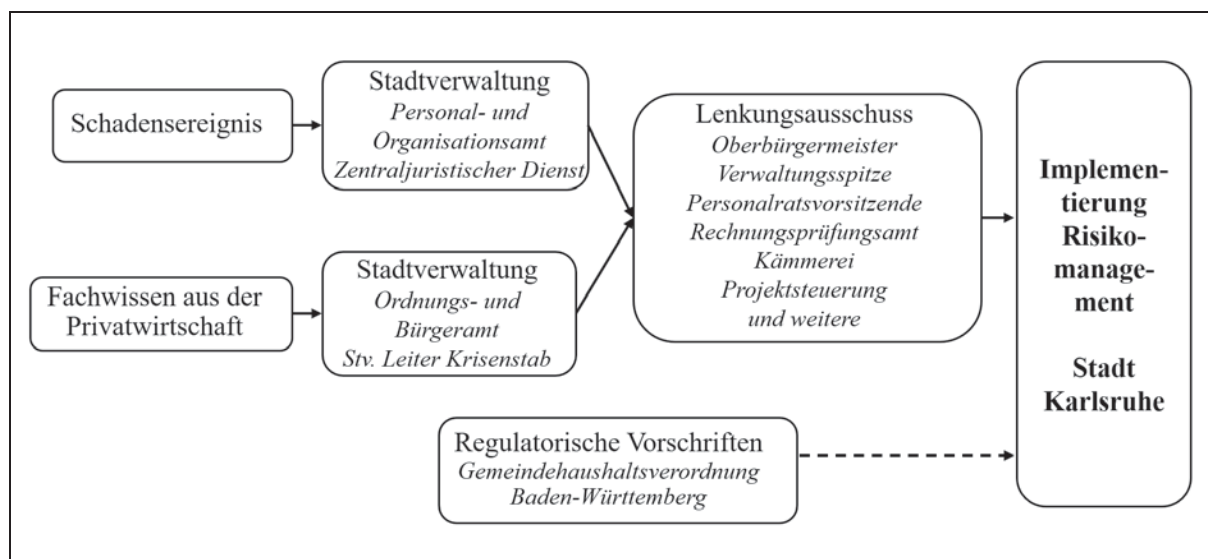 Schadensereignis
Stadtverwaltung
Personal- und
Organisationsamt
Zentraljuristischer Dienst
Fachwissen aus der
Privatwirtschaft
Stadtverwaltung
Ordnungs- und
Bürgeramt
Stv. Leiter Krisenstab
Lenkungsausschuss
Oberbürgermeister
Verwaltungsspitze
Personalratsvorsitzende
Rechnungsprüfungsamt
Kämmerei
Projektsteuerung
und weitere
Regulatorische Vorschriften
Gemeindehaushaltsverordnung
Baden-Württemberg
Implemen-
tierung
Risiko-
manage-
ment
Stadt
Karlsruhe